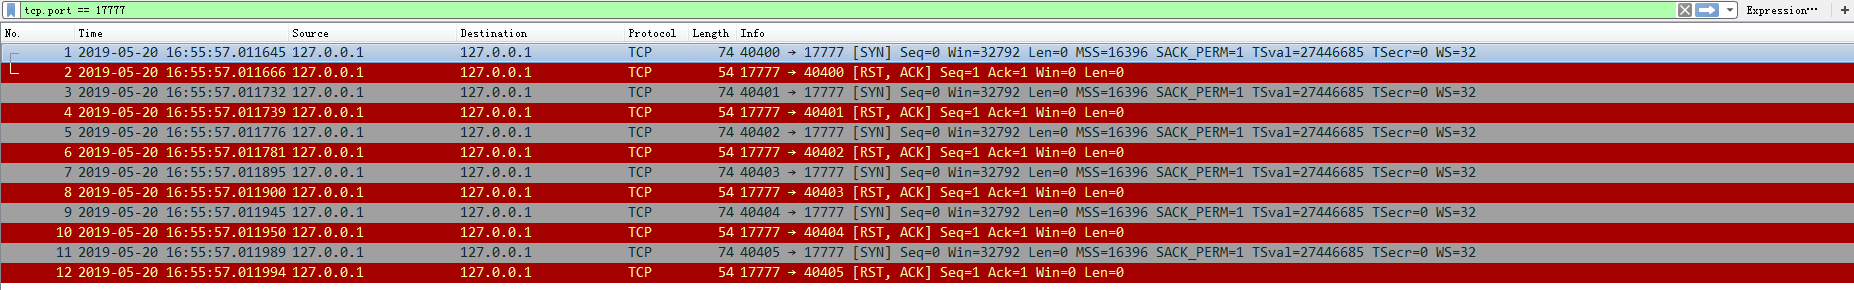 tcp.port == 17777 Expression… +
No. Time Source Destination Protocol Length Info
1 2019-05-20 16:55:57.011645 127.0.0.1 127.0.0.1 TCP 74 40400 → 17777 [SYN] Seq=0 Win=32792 Len=0 MSS=16396 SACK_PERM=1 TSval=27446685 TSecr=0 WS=32
2 2019-05-20 16:55:57.011666 127.0.0.1 127.0.0.1 TCP 54 17777 → 40400 [RST, ACK] Seq=1 Ack=1 Win=0 Len=0
3 2019-05-20 16:55:57.011732 127.0.0.1 127.0.0.1 TCP 74 40401 → 17777 [SYN] Seq=0 Win=32792 Len=0 MSS=16396 SACK_PERM=1 TSval=27446685 TSecr=0 WS=32
4 2019-05-20 16:55:57.011739 127.0.0.1 127.0.0.1 TCP 54 17777 → 40401 [RST, ACK] Seq=1 Ack=1 Win=0 Len=0
5 2019-05-20 16:55:57.011776 127.0.0.1 127.0.0.1 TCP 74 40402 → 17777 [SYN] Seq=0 Win=32792 Len=0 MSS=16396 SACK_PERM=1 TSval=27446685 TSecr=0 WS=32
6 2019-05-20 16:55:57.011781 127.0.0.1 127.0.0.1 TCP 54 17777 → 40402 [RST, ACK] Seq=1 Ack=1 Win=0 Len=0
7 2019-05-20 16:55:57.011895 127.0.0.1 127.0.0.1 TCP 74 40403 → 17777 [SYN] Seq=0 Win=32792 Len=0 MSS=16396 SACK_PERM=1 TSval=27446685 TSecr=0 WS=32
8 2019-05-20 16:55:57.011900 127.0.0.1 127.0.0.1 TCP 54 17777 → 40403 [RST, ACK] Seq=1 Ack=1 Win=0 Len=0
9 2019-05-20 16:55:57.011945 127.0.0.1 127.0.0.1 TCP 74 40404 → 17777 [SYN] Seq=0 Win=32792 Len=0 MSS=16396 SACK_PERM=1 TSval=27446685 TSecr=0 WS=32
10 2019-05-20 16:55:57.011950 127.0.0.1 127.0.0.1 TCP 54 17777 → 40404 [RST, ACK] Seq=1 Ack=1 Win=0 Len=0
11 2019-05-20 16:55:57.011989 127.0.0.1 127.0.0.1 TCP 74 40405 → 17777 [SYN] Seq=0 Win=32792 Len=0 MSS=16396 SACK_PERM=1 TSval=27446685 TSecr=0 WS=32
12 2019-05-20 16:55:57.011994 127.0.0.1 127.0.0.1 TCP 54 17777 → 40405 [RST, ACK] Seq=1 Ack=1 Win=0 Len=0